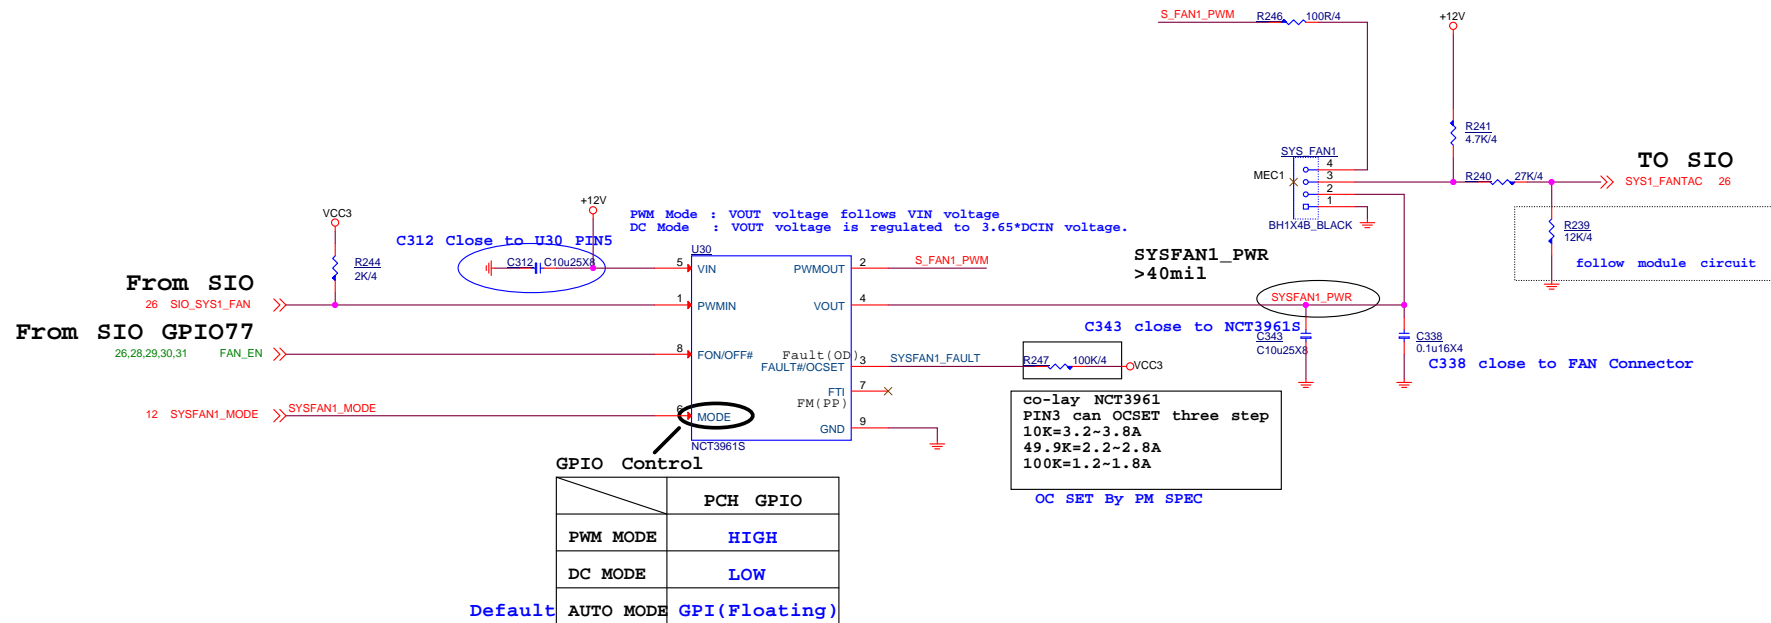 S_FAN1_PWM
R246
100R/4
+12V
R241
4.7K/4
SYS_FAN1
4
3
2
1
MEC1
BH1X4B_BLACK
R240
27K/4
TO SIO
SYS1_FANTAC 26
R239
12K/4
follow module circuit
VCC3
R244
2K/4
+12V
PWM Mode : VOUT voltage follows VIN voltage
DC Mode : VOUT voltage is regulated to 3.65*DCIN voltage.
C312 Close to U30 PIN5
C312
C10u25X8
U30
5
VIN
PWMOUT
2
S_FAN1_PWM
From SIO
26 SIO_SYS1_FAN
1
PWMIN
VOUT
4
SYSFAN1_PWR
>40mil
SYSFAN1_PWR
From SIO GPIO77
26,28,29,30,31 FAN_EN
8
FON/OFF#
Fault(OD)
FAULT#/OCSET
3
SYSFAN1_FAULT
R247
100K/4
VCC3
C343 close to NCT3961S
C343
C10u25X8
C338
0.1u16X4
C338 close to FAN Connector
FTI
7
FM(PP)
12 SYSFAN1_MODE
SYSFAN1_MODE
6
MODE
GND
9
NCT3961S
co-lay NCT3961
PIN3 can OCSET three step
10K=3.2~3.8A
49.9K=2.2~2.8A
100K=1.2~1.8A
OC SET By PM SPEC
GPIO Control
PCH GPIO
PWM MODE HIGH
DC MODE LOW
Default AUTO MODE GPI(Floating)